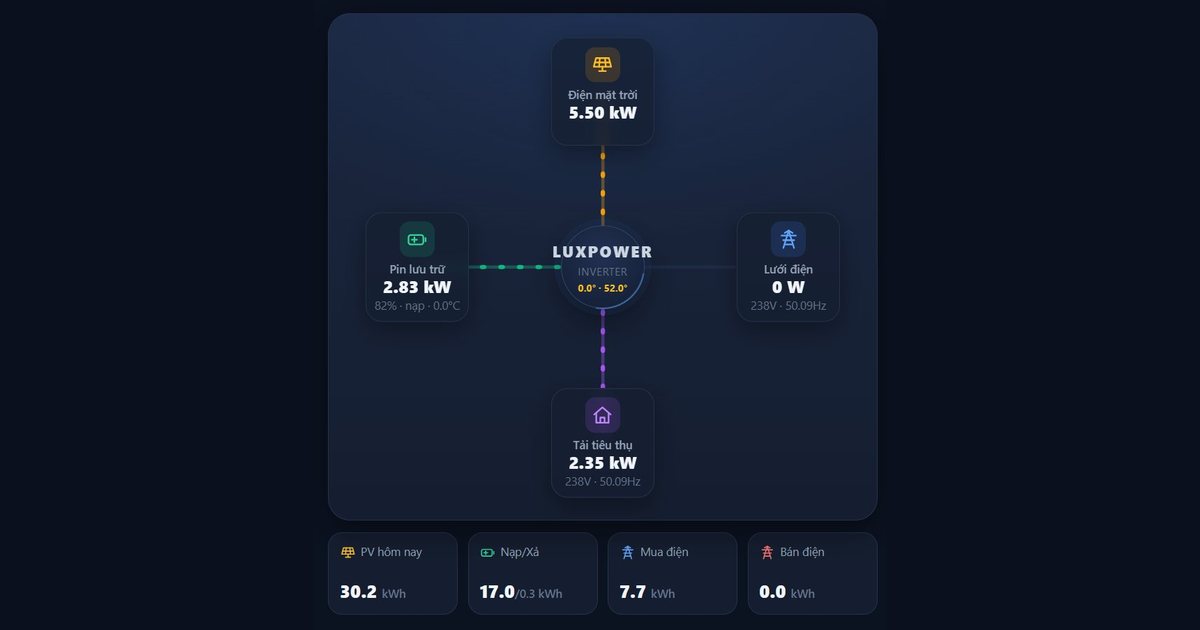 Điện mặt trời
5.50 kW
Pin lưu trữ
2.83 kW
82% · nạp · 0.0°C
LUXPOWER
INVERTER
0.0° · 52.0°
Lưới điện
0 W
238V · 50.09Hz
Tải tiêu thụ
2.35 kW
238V · 50.09Hz
PV hôm nay
30.2 kWh
Nạp/Xả
17.0/0.3 kWh
Mua điện
7.7 kWh
Bán điện
0.0 kWh